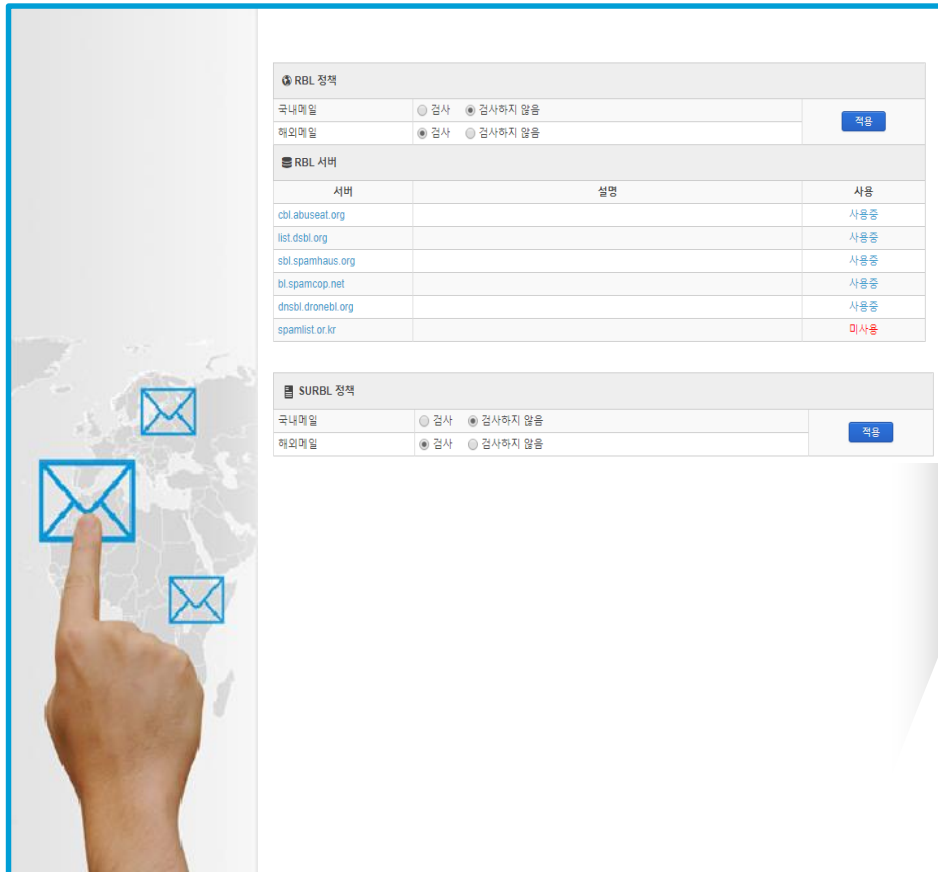 RBL 정책
국내메일 검사 검사하지 않음
적용
해외메일 검사 검사하지 않음
RBL 서버
서버 설명 사용
cbl.abuseat.org 사용중
list.dsbl.org 사용중
sbl.spamhaus.org 사용중
bl.spamcop.net 사용중
dnsbl.dronebl.org 사용중
spamlist.or.kr 미사용
SURBL 정책
국내메일 검사 검사하지 않음
적용
해외메일 검사 검사하지 않음